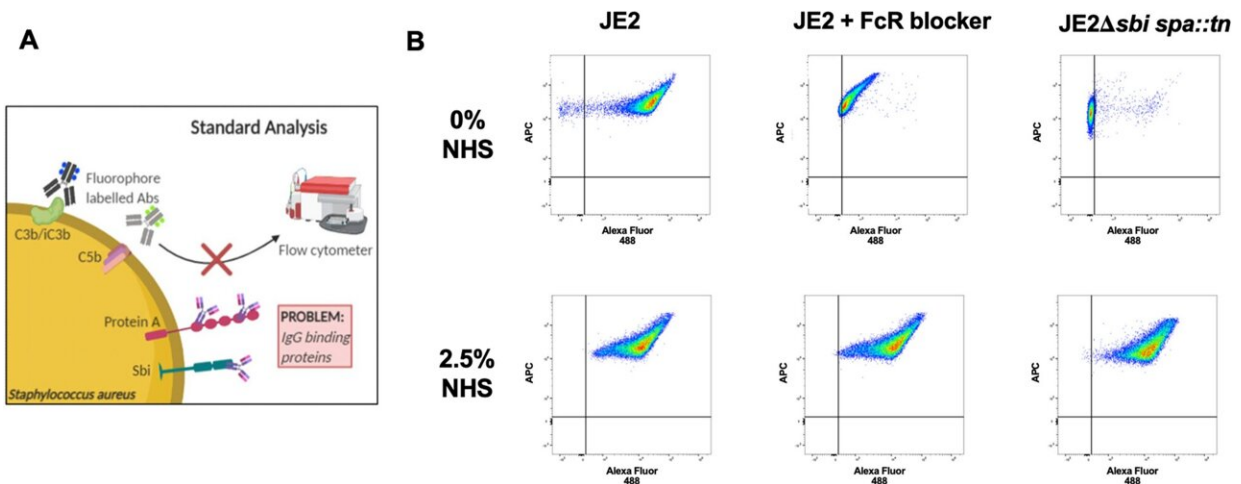 A
Standard Analysis
Fluorophore
labelled Abs
C3b/iC3b
C5b
Flow cytometer
Protein A
Sbi
PROBLEM:
IgG binding
proteins
Staphylococcus aureus
B
JE2
JE2 + FcR blocker
JE2Δsbi spa::tn
0%
NHS
APC
Alexa Fluor
488
APC
Alexa Fluor
488
APC
Alexa Fluor
488
2.5%
NHS
APC
Alexa Fluor
488
APC
Alexa Fluor
488
APC
Alexa Fluor
488